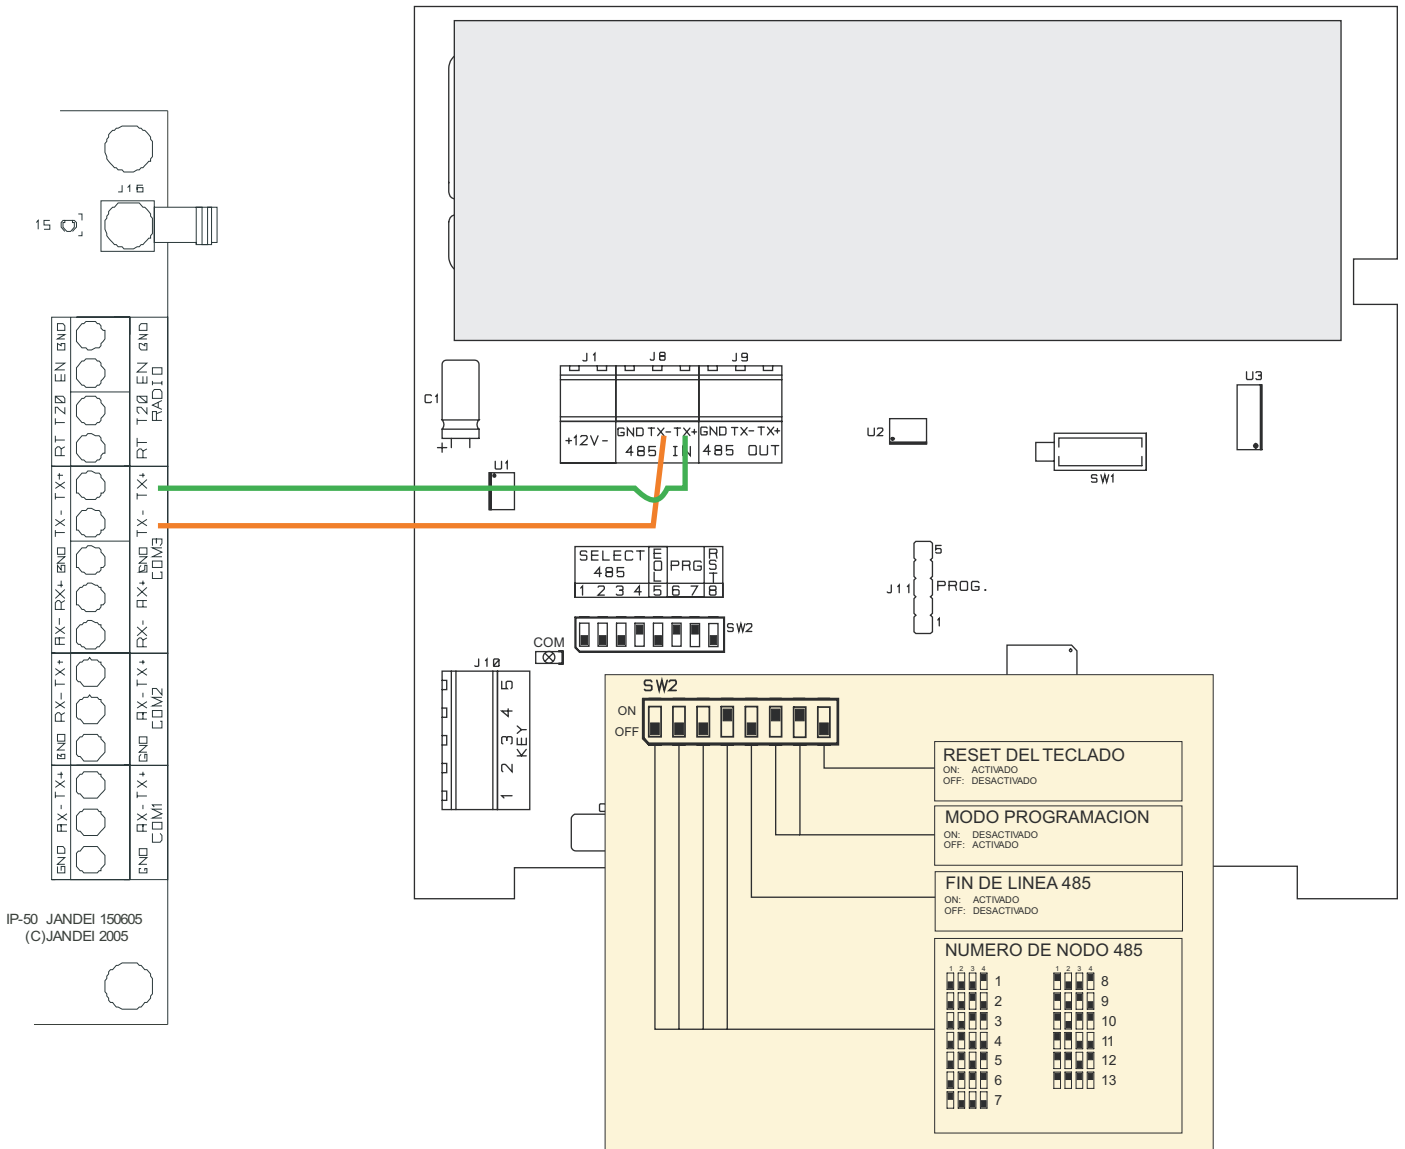 J16
15
GND
EN
T20
RT
TX+
TX-
GND
RX+
RX-
TX+
RX-
GND
TX+
RX-
GND
GND
EN
T20
RT
RADIO
TX+
TX-
GND
RX+
RX-
COM3
TX+
RX-
GND
COM2
TX+
RX-
GND
COM1
IP-50 JANDEI 150605
(C)JANDEI 2005
C1
+
J1 J8 J9
+12V- GND TX- TX+ GND TX- TX+
485 IN 485 OUT
U1
U2
U3
SW1
SELECT
485
EOL
PRG
RST
1 2 3 4 5 6 7 8
SW2
COM
J11
5
PROG.
1
J10
1 2 3 4 5
KEY
SW2
ON
OFF
RESET DEL TECLADO
ON: ACTIVADO
OFF: DESACTIVADO
MODO PROGRAMACION
ON: DESACTIVADO
OFF: ACTIVADO
FIN DE LINEA 485
ON: ACTIVADO
OFF: DESACTIVADO
NUMERO DE NODO 485
1 2 3 4 1 2 3 4
1 8
2 9
3 10
4 11
5 12
6 13
7